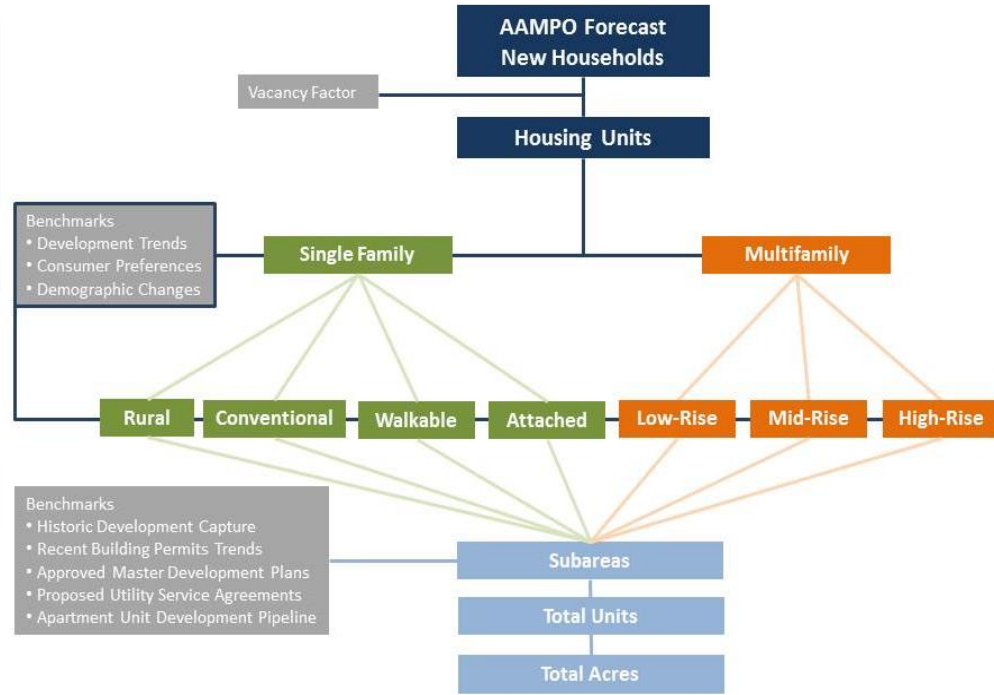 AAMPO Forecast
New Households
Vacancy Factor
Housing Units
Benchmarks
• Development Trends
• Consumer Preferences
• Demographic Changes
Single Family
Multifamily
Rural
Conventional
Walkable
Attached
Low-Rise
Mid-Rise
High-Rise
Benchmarks
• Historic Development Capture
• Recent Building Permits Trends
• Approved Master Development Plans
• Proposed Utility Service Agreements
• Apartment Unit Development Pipeline
Subareas
Total Units
Total Acres